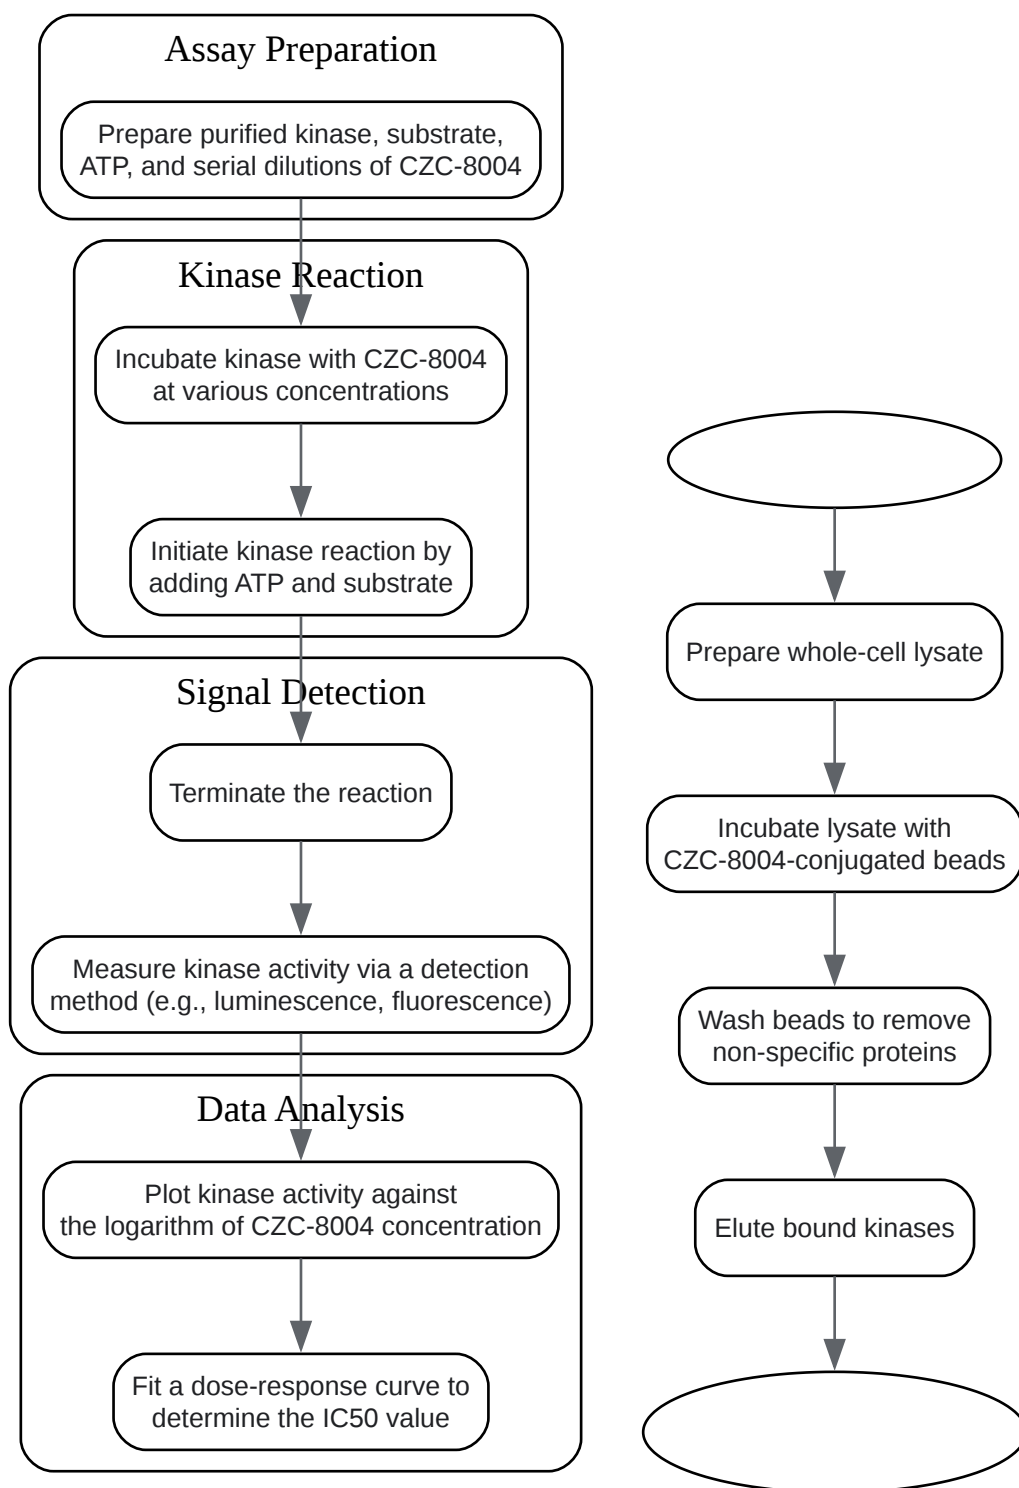 Assay Preparation
Prepare purified kinase, substrate,
ATP, and serial dilutions of CZC-8004
Kinase Reaction
Incubate kinase with CZC-8004
at various concentrations
Initiate kinase reaction by
adding ATP and substrate
Signal Detection
Terminate the reaction
Measure kinase activity via a detection
method (e.g., luminescence, fluorescence)
Data Analysis
Plot kinase activity against
the logarithm of CZC-8004 concentration
Fit a dose-response curve to
determine the IC50 value
Prepare whole-cell lysate
Incubate lysate with
CZC-8004-conjugated beads
Wash beads to remove
non-specific proteins
Elute bound kinases